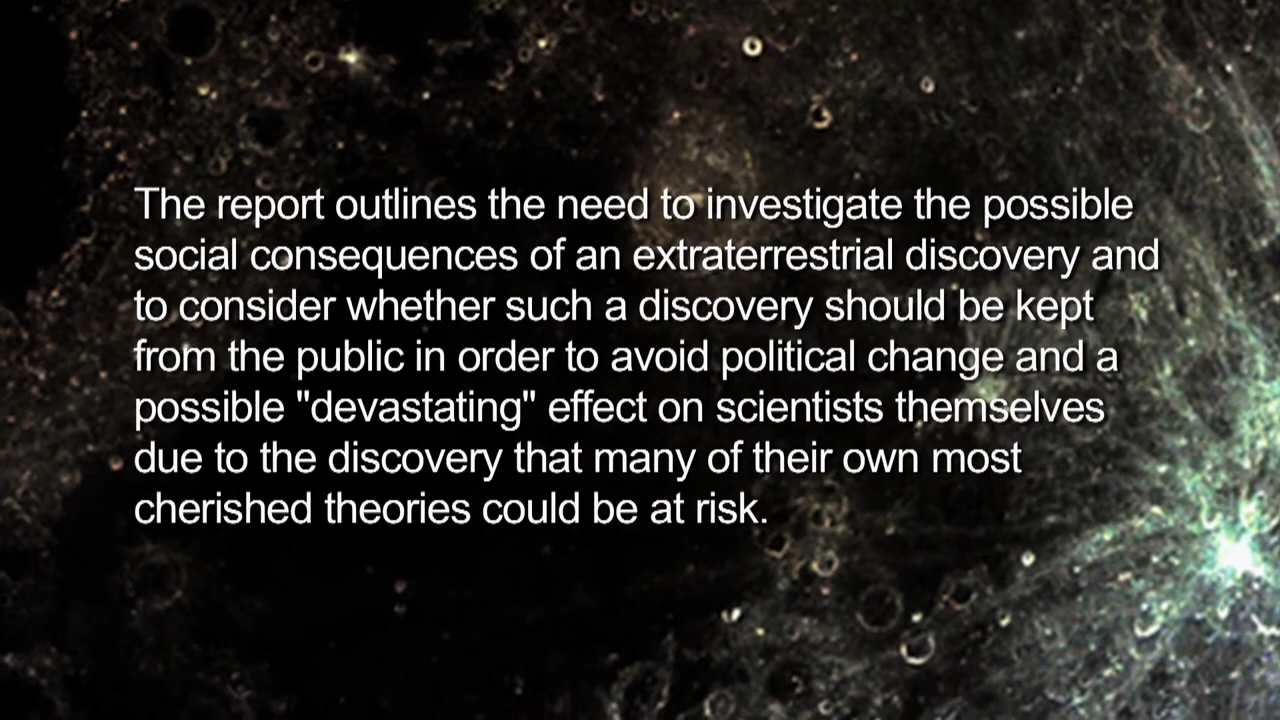 The report outlines the need to investigate the possible
social consequences of an extraterrestrial discovery and
to consider whether such a discovery should be kept
from the public in order to avoid political change and a
possible "devastating" effect on scientists themselves
due to the discovery that many of their own most
cherished theories could be at risk.